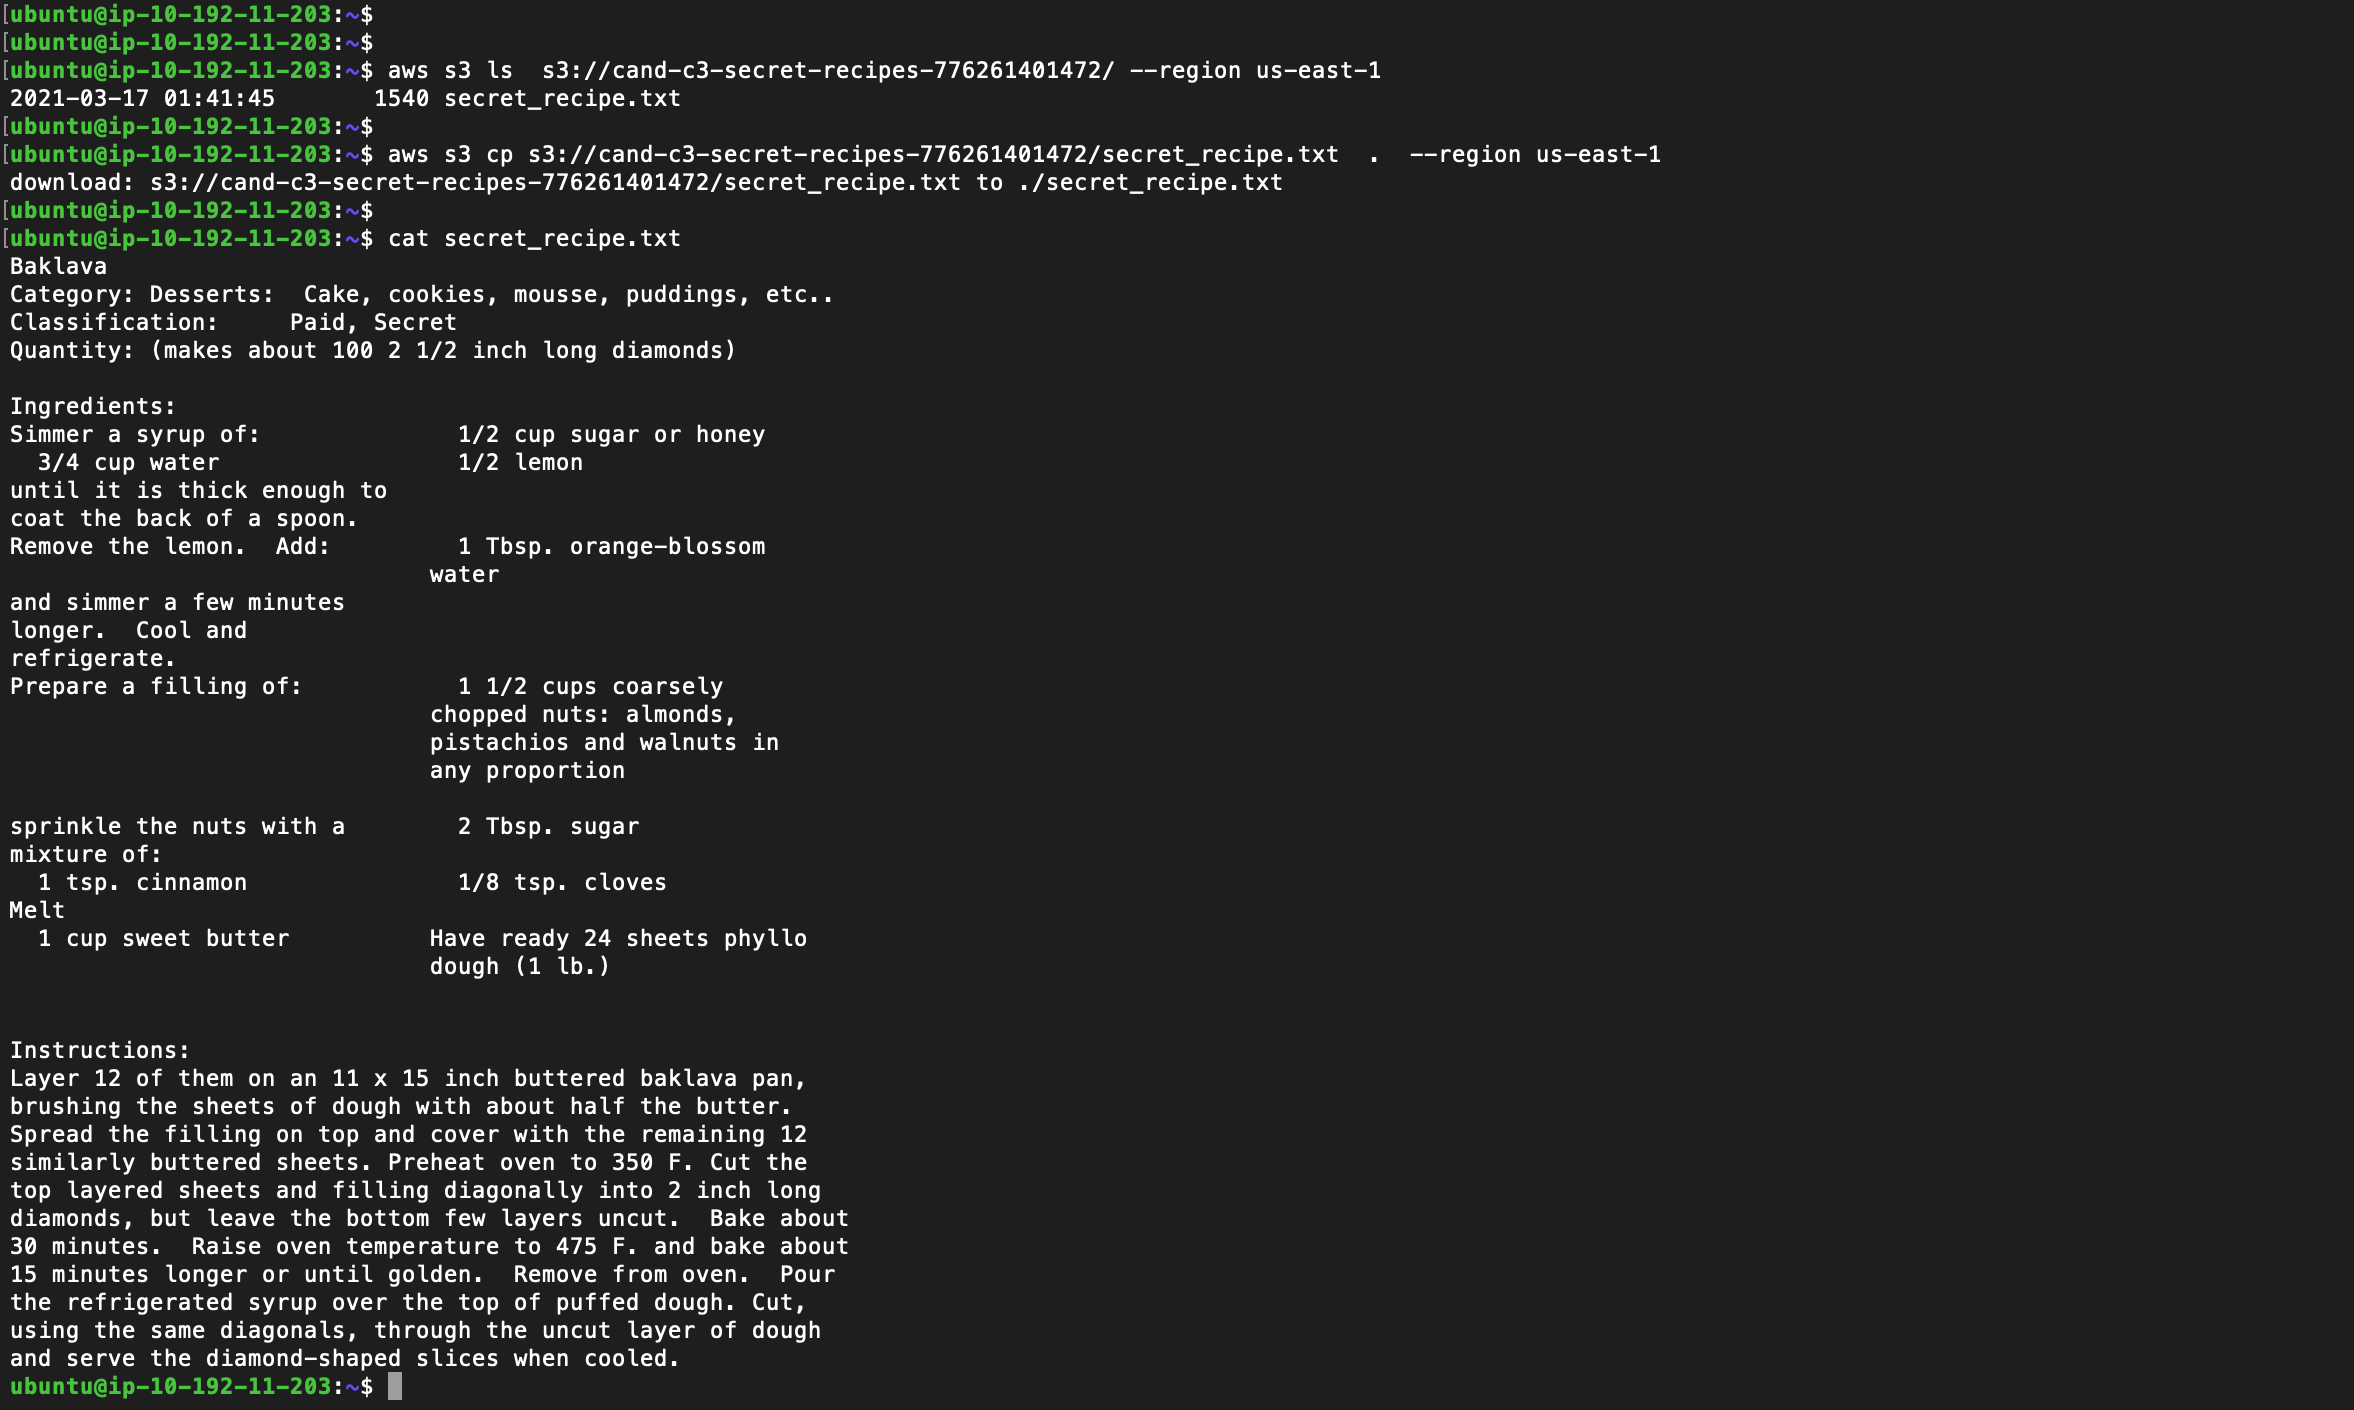 [ubuntu@ip-10-192-11-203:~$
[ubuntu@ip-10-192-11-203:~$
[ubuntu@ip-10-192-11-203:~$ aws s3 ls  s3://cand-c3-secret-recipes-776261401472/ --region us-east-1
2021-03-17 01:41:45       1540 secret_recipe.txt
[ubuntu@ip-10-192-11-203:~$
[ubuntu@ip-10-192-11-203:~$ aws s3 cp s3://cand-c3-secret-recipes-776261401472/secret_recipe.txt  .  --region us-east-1
download: s3://cand-c3-secret-recipes-776261401472/secret_recipe.txt to ./secret_recipe.txt
[ubuntu@ip-10-192-11-203:~$
[ubuntu@ip-10-192-11-203:~$ cat secret_recipe.txt
Baklava
Category: Desserts:  Cake, cookies, mousse, puddings, etc..
Classification:     Paid, Secret
Quantity: (makes about 100 2 1/2 inch long diamonds)

Ingredients:
Simmer a syrup of:              1/2 cup sugar or honey
  3/4 cup water                 1/2 lemon
until it is thick enough to
coat the back of a spoon.
Remove the lemon.  Add:         1 Tbsp. orange-blossom
                              water
and simmer a few minutes
longer.  Cool and
refrigerate.
Prepare a filling of:           1 1/2 cups coarsely
                              chopped nuts: almonds,
                              pistachios and walnuts in
                              any proportion

sprinkle the nuts with a        2 Tbsp. sugar
mixture of:
  1 tsp. cinnamon               1/8 tsp. cloves
Melt
  1 cup sweet butter          Have ready 24 sheets phyllo
                              dough (1 lb.)


Instructions:
Layer 12 of them on an 11 x 15 inch buttered baklava pan,
brushing the sheets of dough with about half the butter.
Spread the filling on top and cover with the remaining 12
similarly buttered sheets. Preheat oven to 350 F. Cut the
top layered sheets and filling diagonally into 2 inch long
diamonds, but leave the bottom few layers uncut.  Bake about
30 minutes.  Raise oven temperature to 475 F. and bake about
15 minutes longer or until golden.  Remove from oven.  Pour
the refrigerated syrup over the top of puffed dough. Cut,
using the same diagonals, through the uncut layer of dough
and serve the diamond-shaped slices when cooled.
ubuntu@ip-10-192-11-203:~$